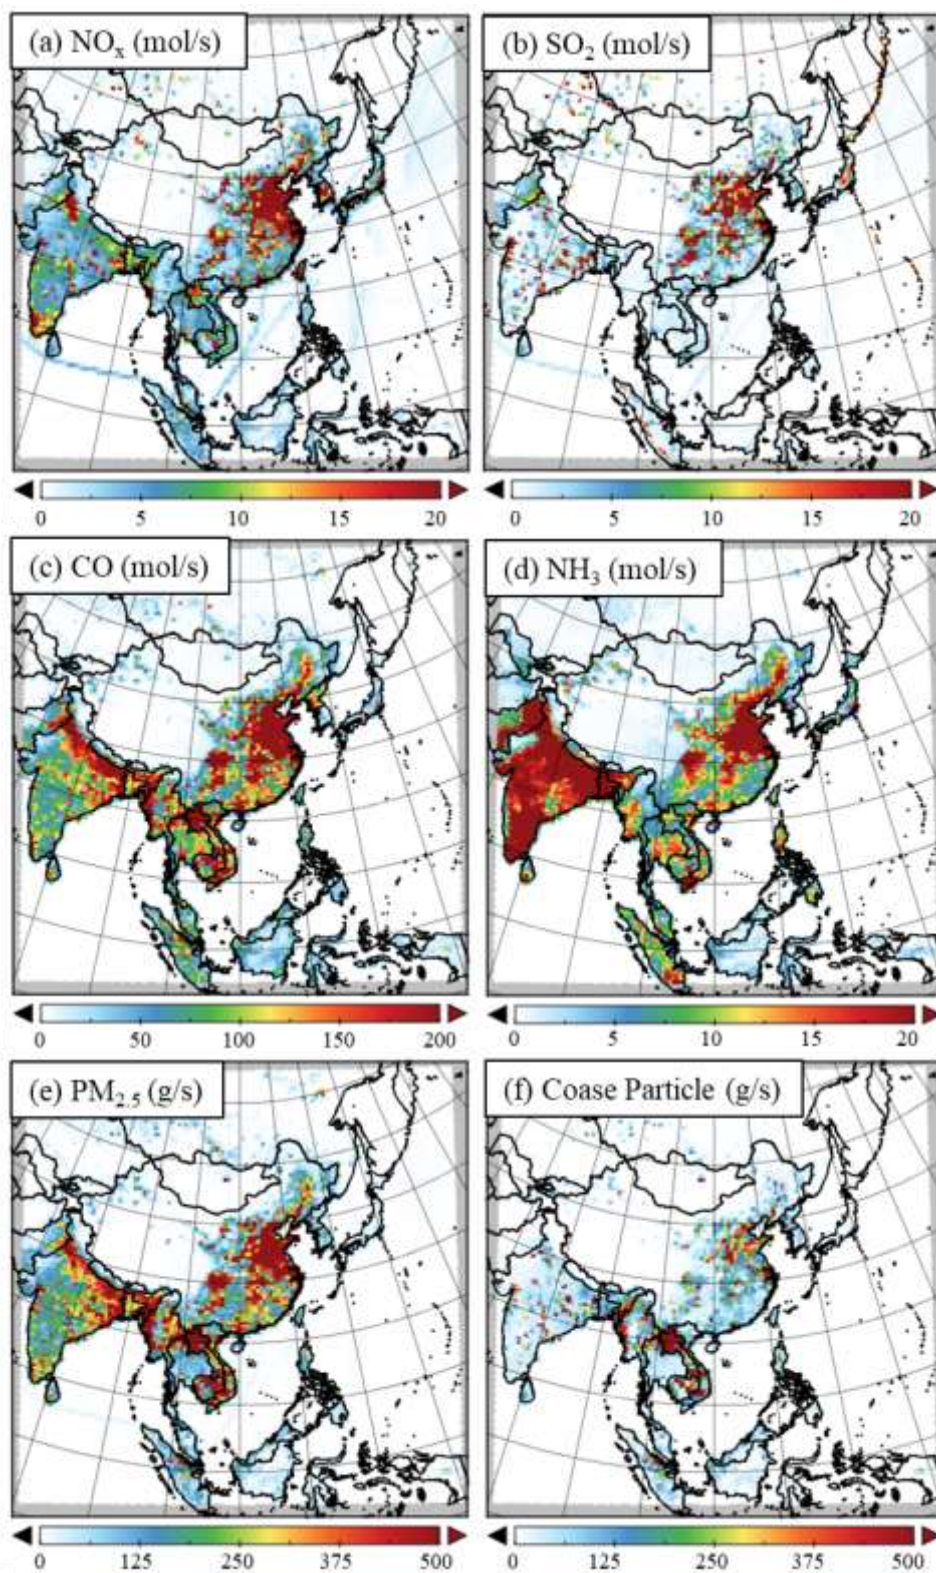 (a) NOx (mol/s)
(b) SO2 (mol/s)
0 5 10 15 20
0 5 10 15 20
(c) CO (mol/s)
(d) NH3 (mol/s)
0 50 100 150 200
0 5 10 15 20
(e) PM2.5 (g/s)
(f) Coase Particle (g/s)
0 125 250 375 500
0 125 250 375 500